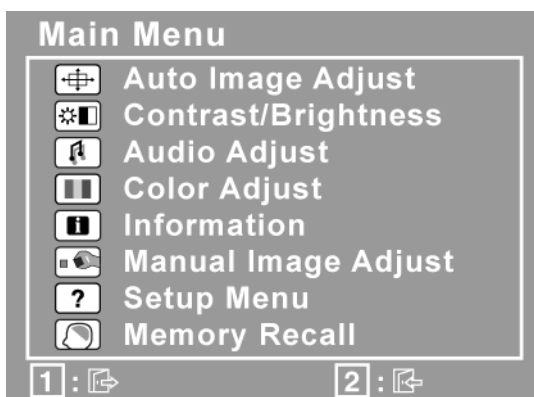 Main Menu
Auto Image Adjust
Contrast/Brightness
Audio Adjust
Color Adjust
i Information
Manual Image Adjust
? Setup Menu
Memory Recall
1 : 2 :